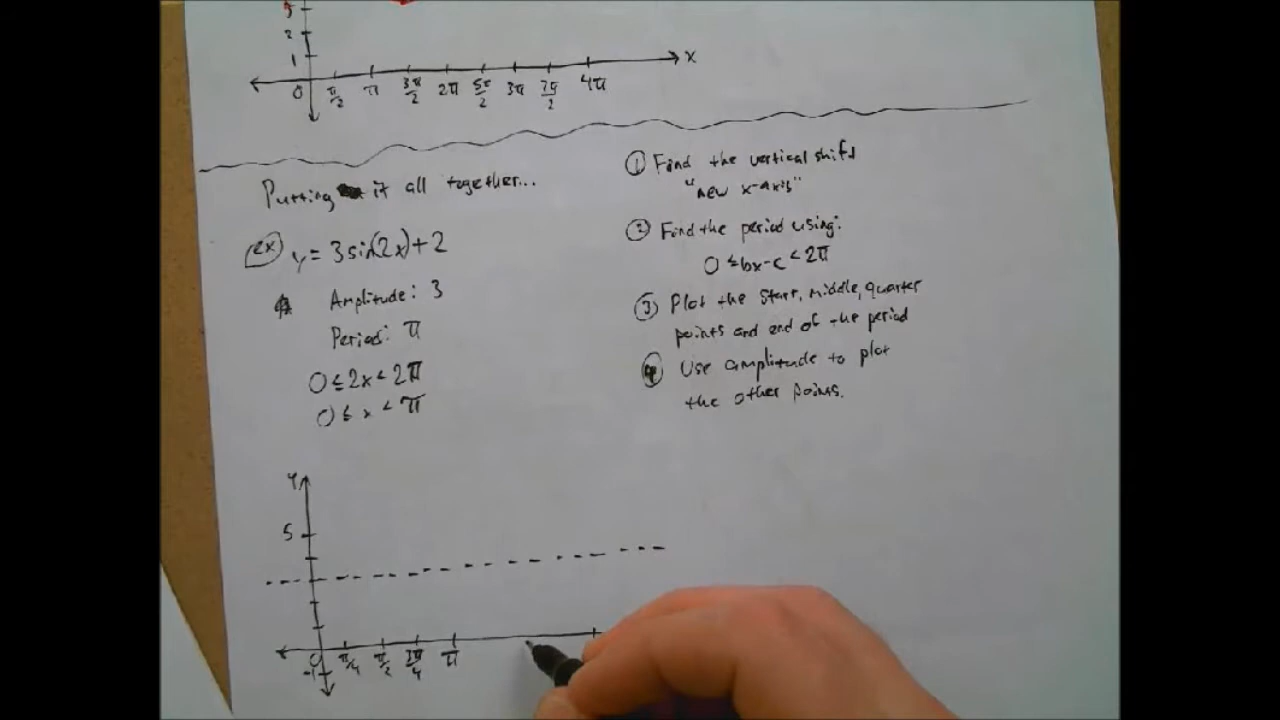 3
2
1
x
0 π/2 π 3π/2 2π 5π/2 3π 7π/2 4π
Putting it all together...
ex y = 3sin(2x)+2
Amplitude: 3
Period: π
0 ≤ 2x < 2π
0 ≤ x < π
① Find the vertical shift
"new x-axis"
② Find the period using:
0 ≤ bx-c < 2π
③ Plot the start, middle, quarter
points and end of the period
④ Use amplitude to plot
the other points.
y
5
0 π/4 π/2 3π/4 π
-1